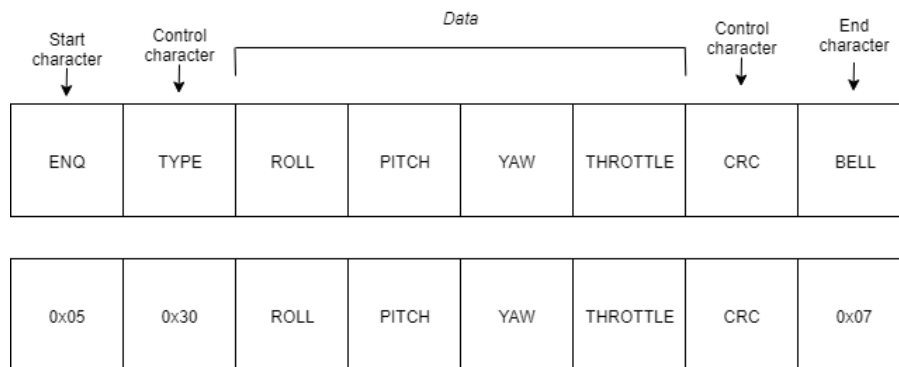 Data
Start
character
Control
character
Control
character
End
character
ENQ TYPE ROLL PITCH YAW THROTTLE CRC BELL
0x05 0x30 ROLL PITCH YAW THROTTLE CRC 0x07